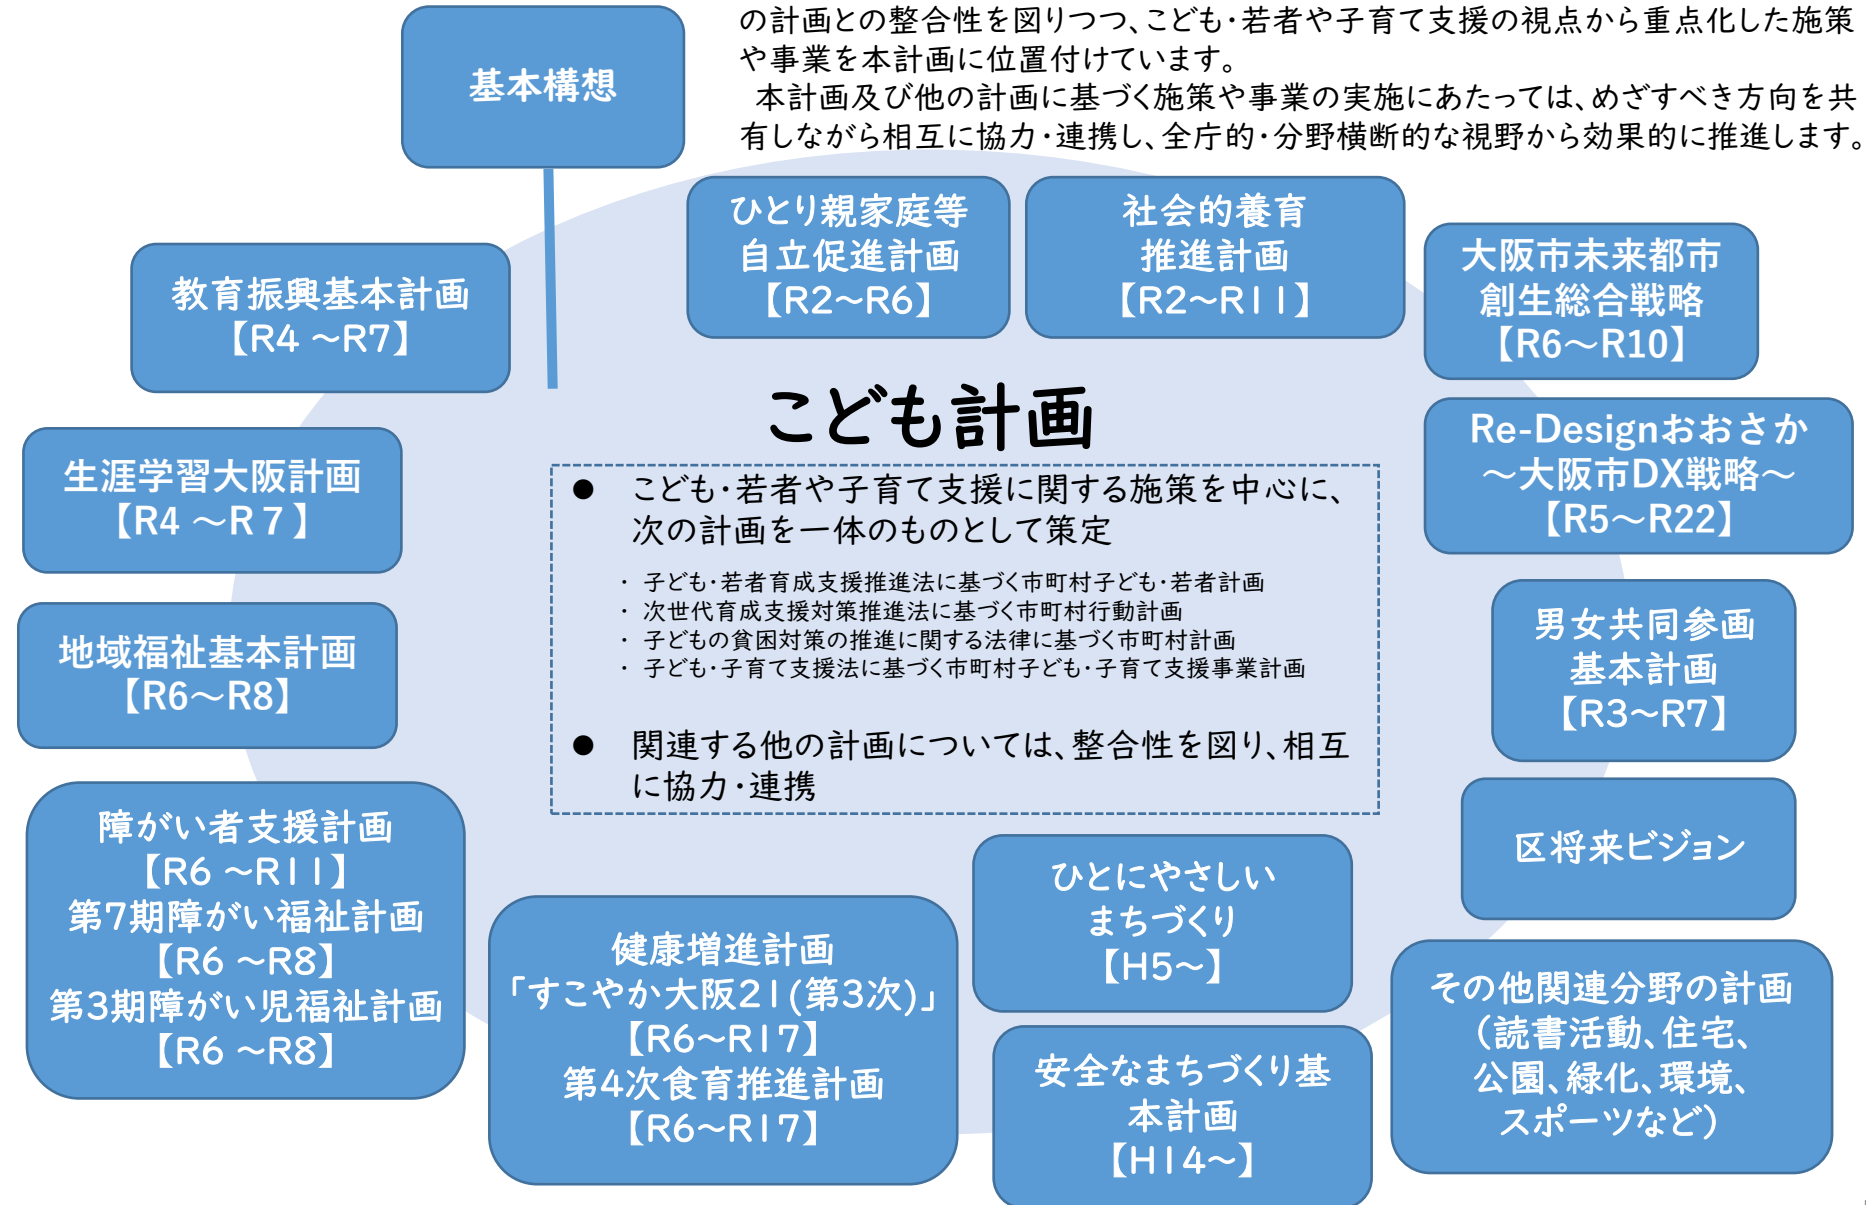 の計画との整合性を図りつつ、こども・若者や子育て支援の視点から重点化した施策
や事業を本計画に位置付けています。
本計画及び他の計画に基づく施策や事業の実施にあたっては、めざすべき方向を共
有しながら相互に協力・連携し、全庁的・分野横断的な視野から効果的に推進します。
基本構想
ひとり親家庭等
自立促進計画
【R2～R6】
社会的養育
推進計画
【R2～R11】
大阪市未来都市
創生総合戦略
【R6～R10】
教育振興基本計画
【R4 ～R7】
こども計画
Re-Designおおさか
～大阪市DX戦略～
【R5～R22】
生涯学習大阪計画
【R4 ～R７】
● こども・若者や子育て支援に関する施策を中心に、
次の計画を一体のものとして策定
・ 子ども・若者育成支援推進法に基づく市町村子ども・若者計画
・ 次世代育成支援対策推進法に基づく市町村行動計画
・ 子どもの貧困対策の推進に関する法律に基づく市町村計画
・ 子ども・子育て支援法に基づく市町村子ども・子育て支援事業計画
● 関連する他の計画については、整合性を図り、相互
に協力・連携
地域福祉基本計画
【R6～R8】
男女共同参画
基本計画
【R3～R7】
区将来ビジョン
障がい者支援計画
【R6 ～R11】
第7期障がい福祉計画
【R6 ～R8】
第3期障がい児福祉計画
【R6 ～R8】
健康増進計画
「すこやか大阪21(第3次)」
【R6～R17】
第4次食育推進計画
【R6～R17】
ひとにやさしい
まちづくり
【H5～】
安全なまちづくり基
本計画
【H14～】
その他関連分野の計画
（読書活動、住宅、
公園、緑化、環境、
スポーツなど）